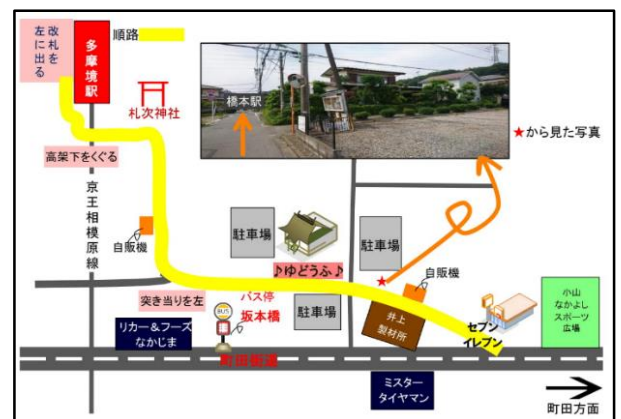 改札を
左に出る
多摩境駅
順路
札次神社
橋本駅
★から見た写真
高架下をくぐる
京王相模原線
自販機
駐車場
♪ゆどうふ♪
駐車場
自販機
突き当りを左
バス停
坂本橋
BUS
駐車場
井上
製材所
セブン
イレブン
小山
なかよし
スポーツ
広場
リカー&フーズ
なかじま
町田街道
ミスター
タイヤマン
町田方面